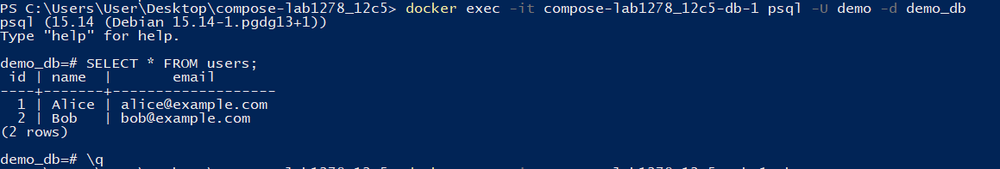 PS C:\Users\User\Desktop\compose-lab1278_12c5> docker exec -it compose-lab1278_12c5-db-1 psql -U demo -d demo_db
psql (15.14 (Debian 15.14-1.pgdg13+1))
Type "help" for help.
demo_db=# SELECT * FROM users;
 id | name  |       email
----+-------+-------------------
  1 | Alice | alice@example.com
  2 | Bob   | bob@example.com
(2 rows)
demo_db=# \q